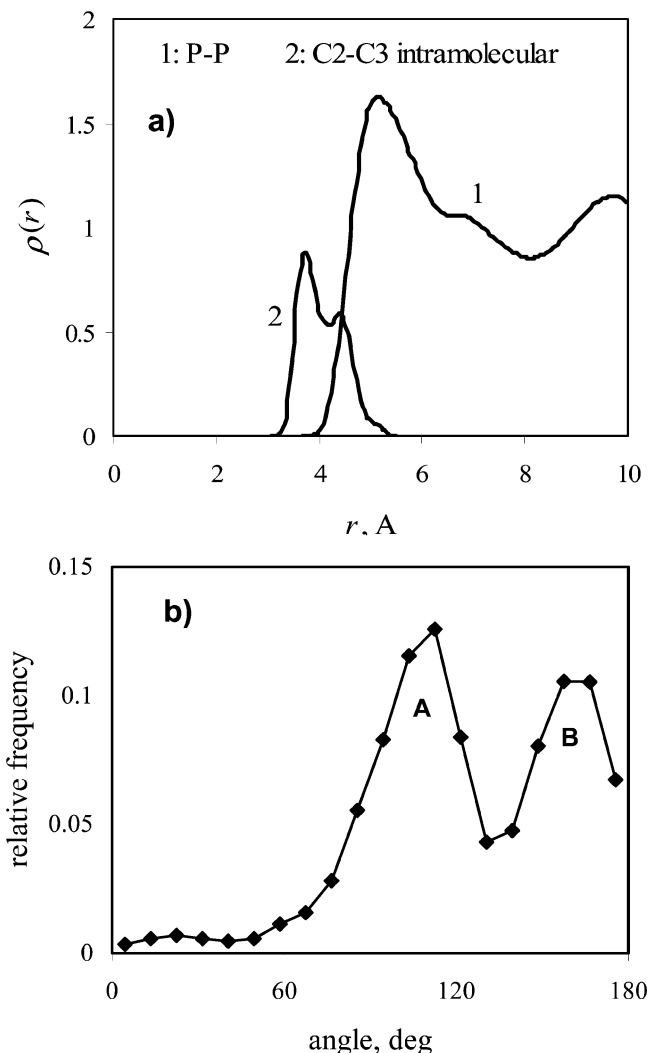 2
1: P-P 2: C2-C3 intramolecular
a)
1.5
1
1
ρ(r)
2
0.5
0
0 2 4 6 8 10
r, A
0.15
b)
0.1
A
B
relative frequency
0.05
0
0 60 120 180
angle, deg